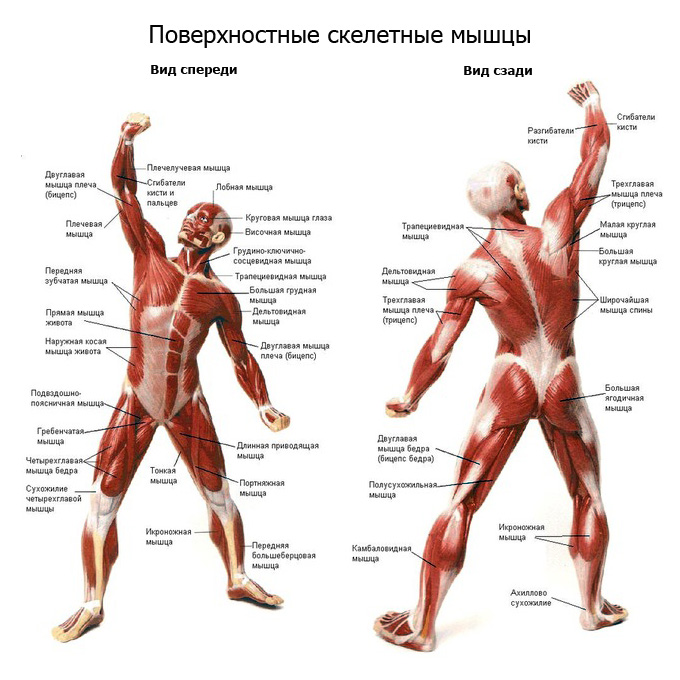 Поверхностные скелетные мышцы
Вид спереди
Двуглавая
мышца плеча
(бицепс)
Плечевая
мышца
Передняя
зубчатая мышца
Прямая мышца
живота
Наружная косая
мышца живота
Подвздошно-
поясничная мышца
Гребенчатая
мышца
Четырехглавая
мышца бедра
Сухожилие
четырехглавой
мышцы
Плечелучевая мышца
Сгибатели
кисти и
пальцев
Лобная мышца
Круговая мышца глаза
Височная мышца
Грудино-ключично-
сосцевидная мышца
Трапециевидная мышца
Большая грудная
мышца
Дельтовидная
мышца
Двуглавая мышца
плеча (бицепс)
Длинная приводящая
мышца
Тонкая
мышца
Портняжная
мышца
Икроножная
мышца
Передняя
большеберцовая
мышца
Вид сзади
Разгибатели
кисти
Трапециевидная
мышца
Дельтовидная
мышца
Трехглавая
мышца плеча
(трицепс)
Двуглавая
мышца бедра
(бицепс бедра)
Полусухожильная
мышца
Камбаловидная
мышца
Сгибатели
кисти
Трехглавая
мышца плеча
(трицепс)
Малая круглая
мышца
Большая
круглая мышца
Широчайшая
мышца спины
Большая
ягодичная
мышца
Икроножная
мышца
Ахиллово
сухожилие